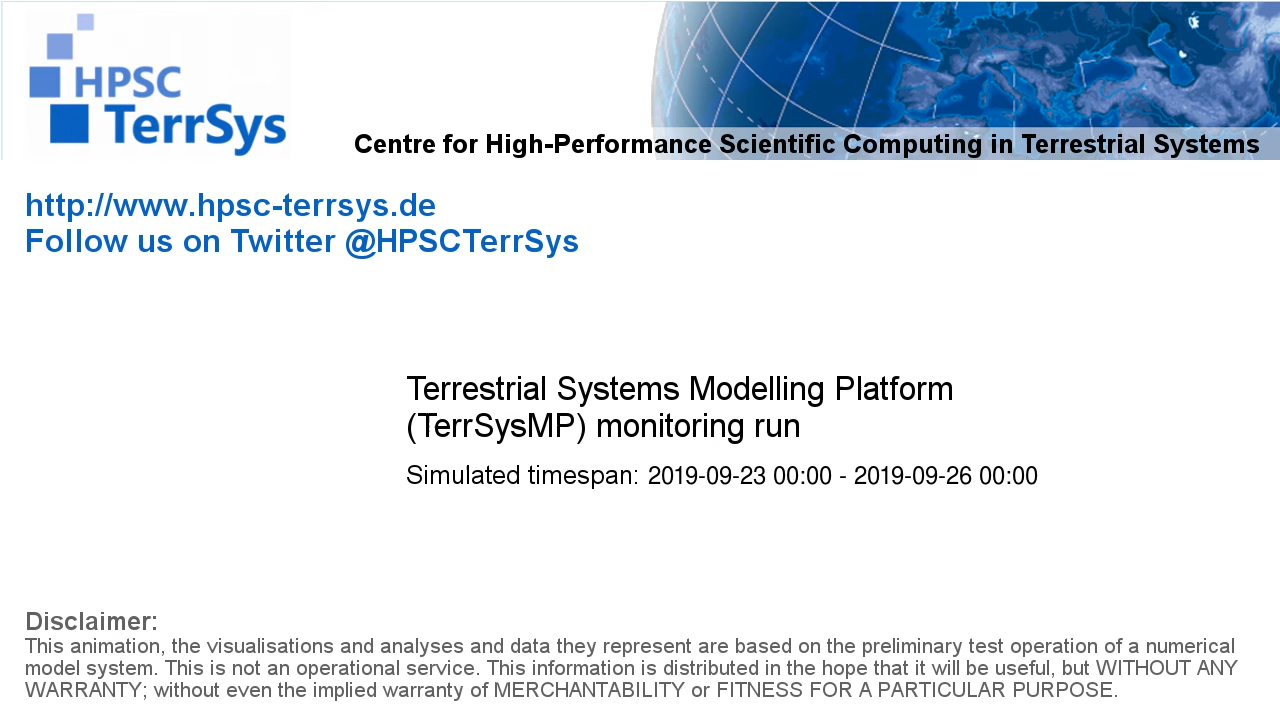 HPSC
TerrSys
Centre for High-Performance Scientific Computing in Terrestrial Systems
http://www.hpsc-terrsys.de
Follow us on Twitter @HPSCTerrSys
Terrestrial Systems Modelling Platform
(TerrSysMP) monitoring run
Simulated timespan: 2019-09-23 00:00 - 2019-09-26 00:00
Disclaimer:
This animation, the visualisations and analyses and data they represent are based on the preliminary test operation of a numerical
model system. This is not an operational service. This information is distributed in the hope that it will be useful, but WITHOUT ANY
WARRANTY; without even the implied warranty of MERCHANTABILITY or FITNESS FOR A PARTICULAR PURPOSE.